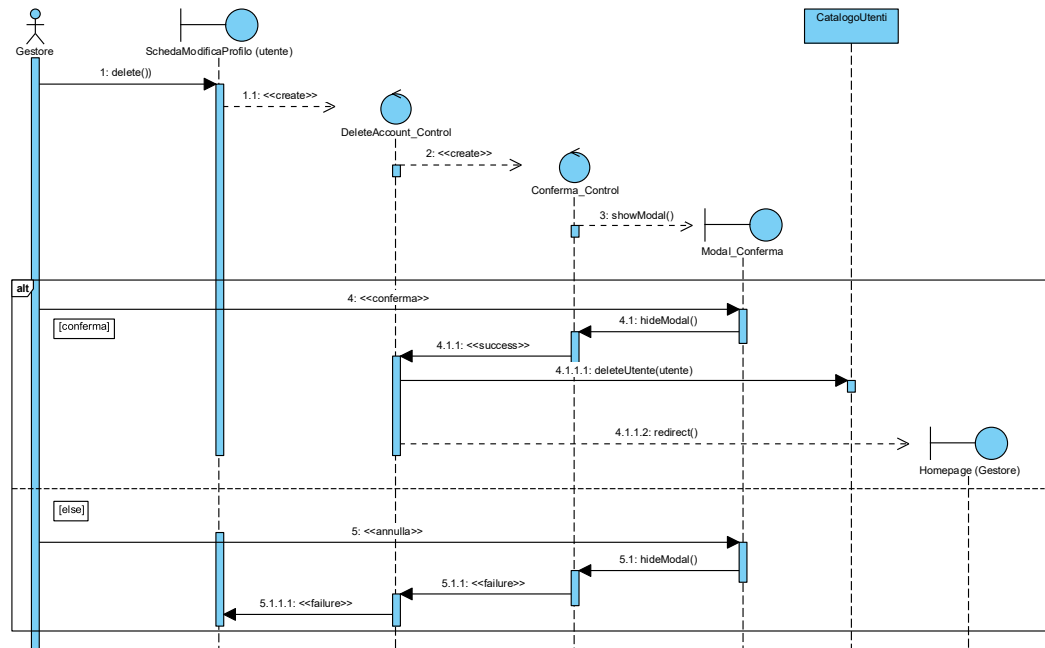 Gestore
SchedaModificaProfilo (utente)
CatalogoUtenti
1: delete())
1.1: <<create>>
DeleteAccount_Control
2: <<create>>
Conferma_Control
3: showModal()
Modal_Conferma
alt
4: <<conferma>>
[conferma]
4.1: hideModal()
4.1.1: <<success>>
4.1.1.1: deleteUtente(utente)
4.1.1.2: redirect()
Homepage (Gestore)
[else]
5: <<annulla>>
5.1: hideModal()
5.1.1: <<failure>>
5.1.1.1: <<failure>>